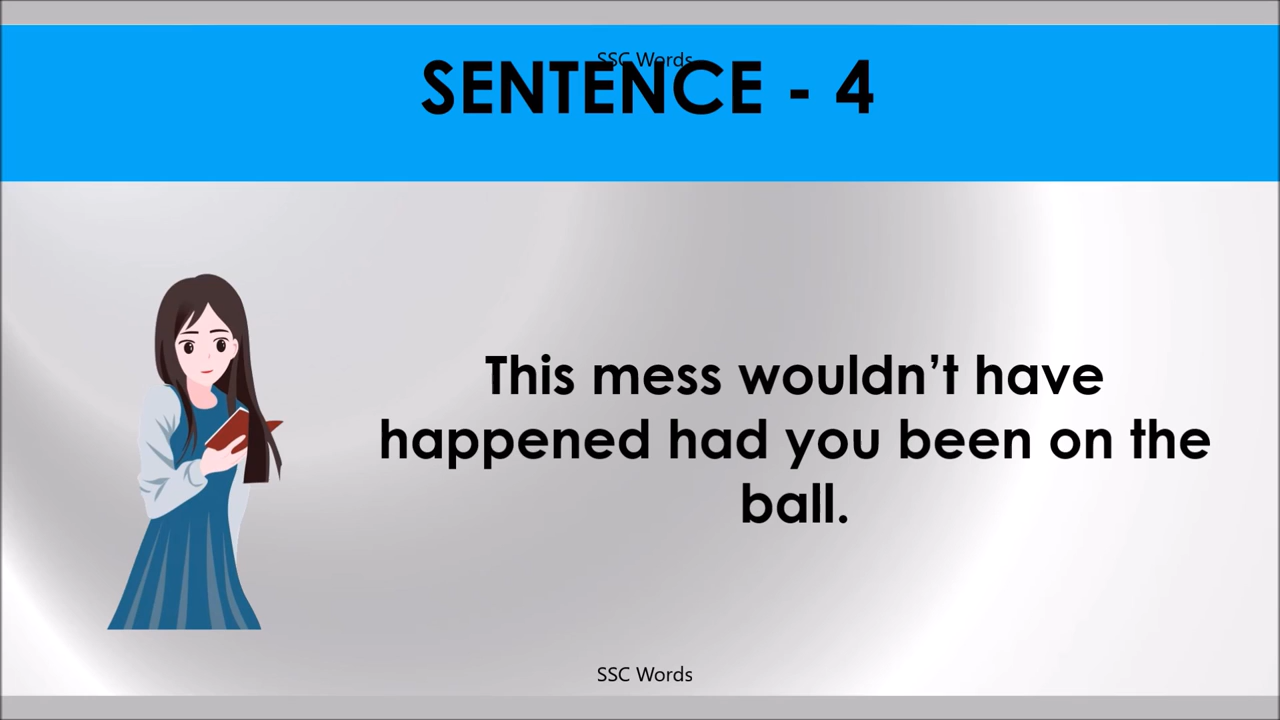 SSC Words
SENTENCE - 4
This mess wouldn’t have
happened had you been on the
ball.
SSC Words